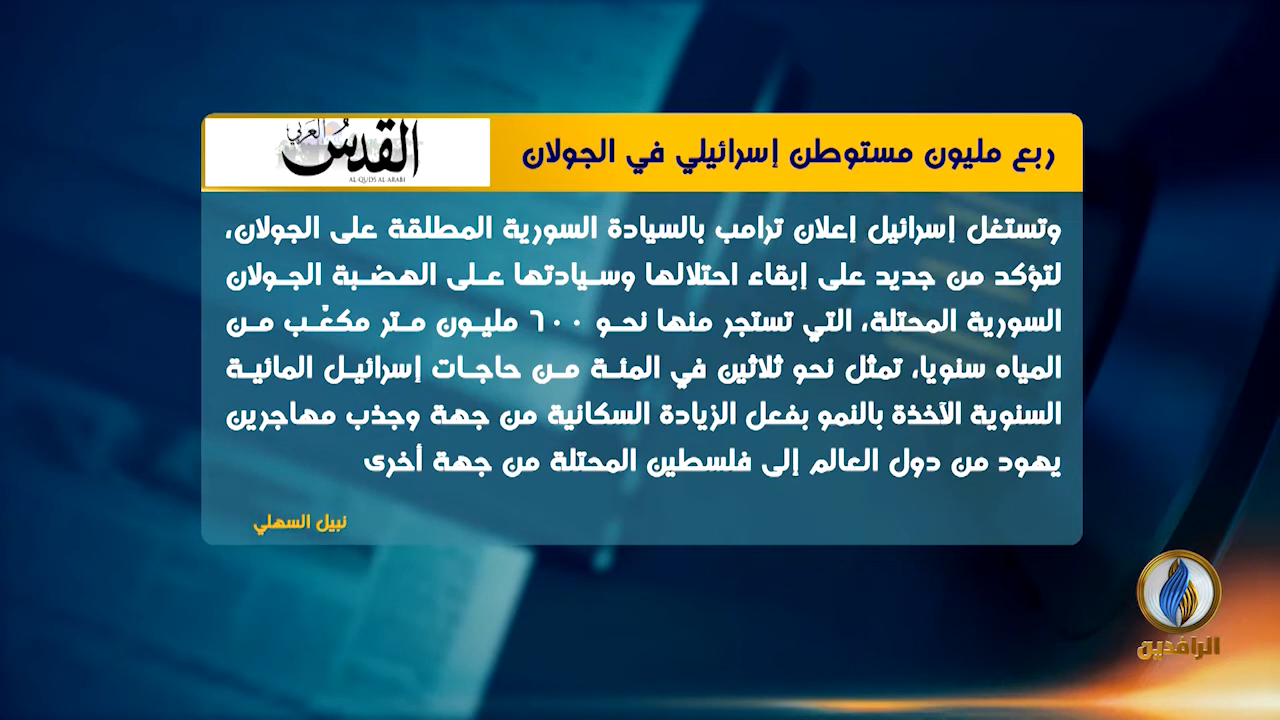 القدس العربي
AL-QUDS AL-ARABI
ربع مليون مستوطن إسرائيلي في الجولان
وتستغل إسرائيل إعلان ترامب بالسيادة السورية المطلقة على الجولان،
لتؤكد من جديد على إبقاء احتلالها وسيادتها على الهضبة الجولان
السورية المحتلة، التي تستجر منها نحو ٦٠٠ مليون متر مكعّب من
المياه سنويا، تمثل نحو ثلاثين في المئة من حاجات إسرائيل المائية
السنوية الآخذة بالنمو بفعل الزيادة السكانية من جهة وجذب مهاجرين
يهود من دول العالم إلى فلسطين المحتلة من جهة أخرى
نبيل السهلي
الرافدين